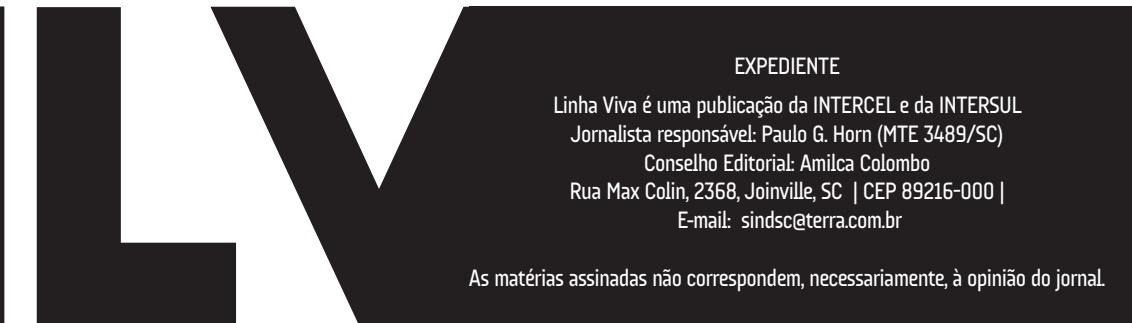 LV
EXPEDIENTE
Linha Viva é uma publicação da INTERCEL e da INTERSUL
Jornalista responsável: Paulo G. Horn (MTE 3489/SC)
Conselho Editorial: Amilca Colombo
Rua Max Colin, 2368, Joinville, SC | CEP 89216-000 |
E-mail: sindsc@terra.com.br
As matérias assinadas não correspondem, necessariamente, à opinião do jornal.